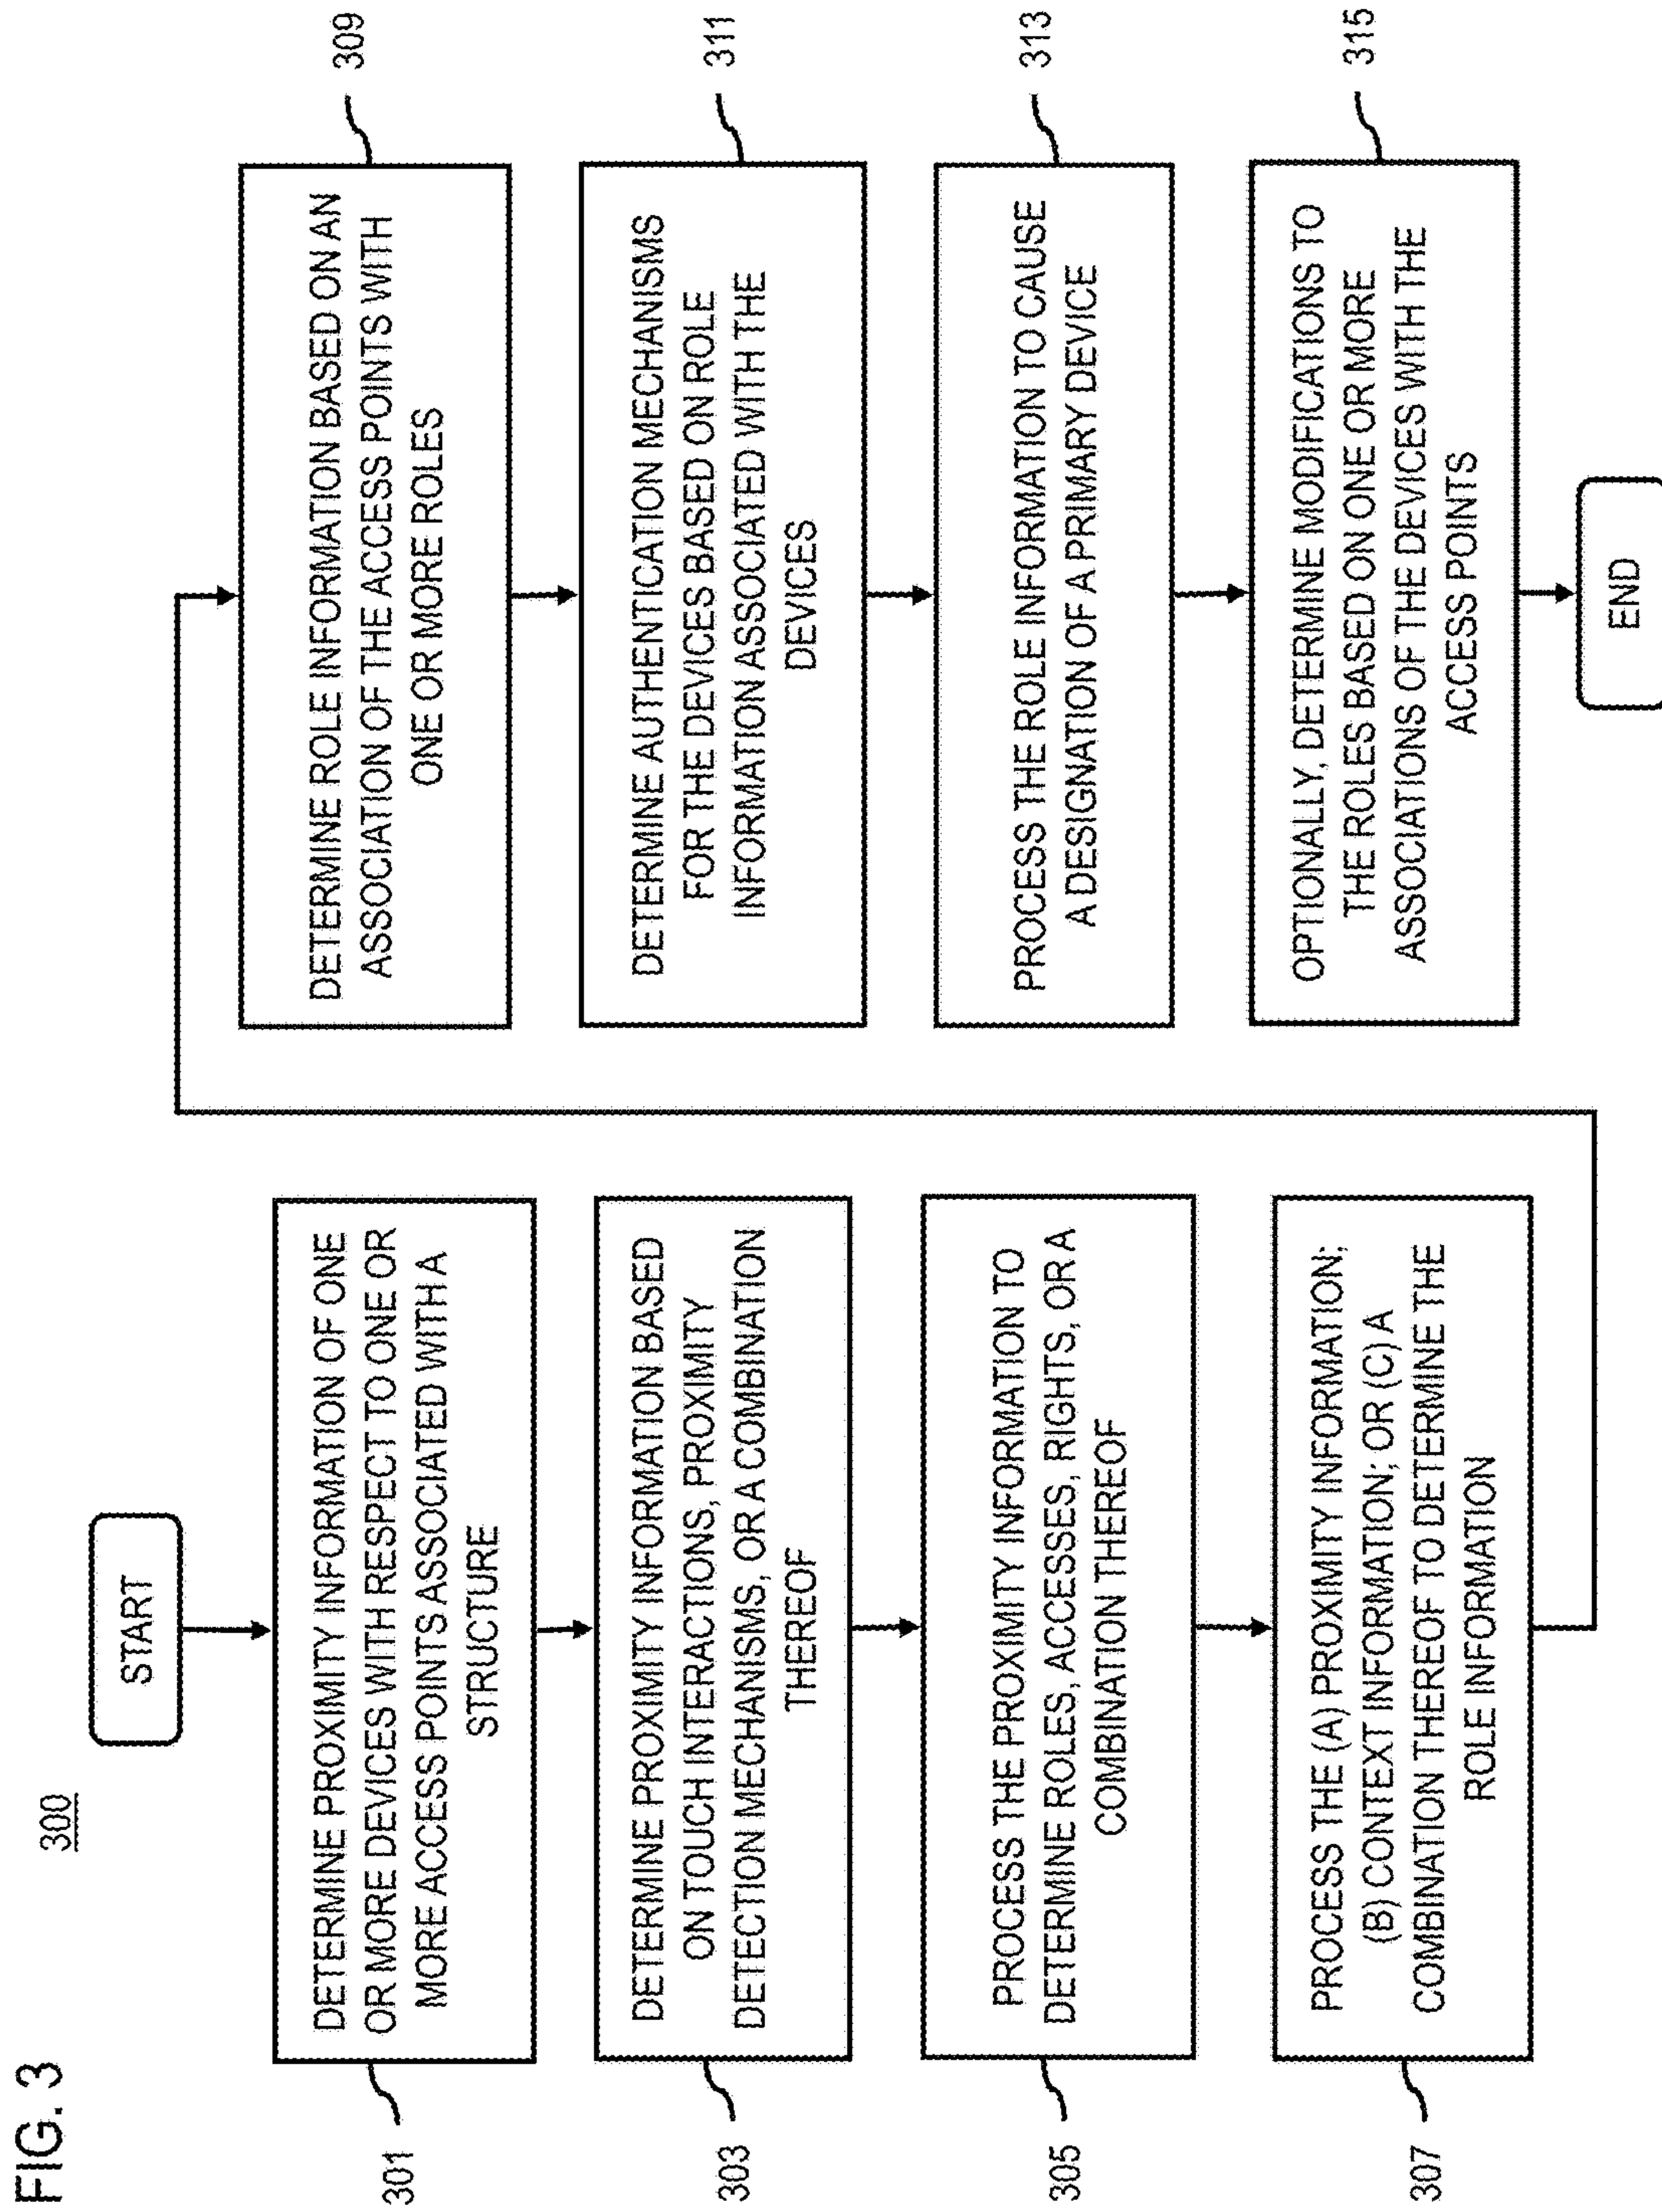 FIG. 3
300
START
301
DETERMINE PROXIMITY INFORMATION OF ONE
OR MORE DEVICES WITH RESPECT TO ONE OR
MORE ACCESS POINTS ASSOCIATED WITH A
STRUCTURE
303
DETERMINE PROXIMITY INFORMATION BASED
ON TOUCH INTERACTIONS, PROXIMITY
DETECTION MECHANISMS, OR A COMBINATION
THEREOF
305
PROCESS THE PROXIMITY INFORMATION TO
DETERMINE ROLES, ACCESSES, RIGHTS, OR A
COMBINATION THEREOF
307
PROCESS THE (A) PROXIMITY INFORMATION;
(B) CONTEXT INFORMATION; OR (C) A
COMBINATION THEREOF TO DETERMINE THE
ROLE INFORMATION
309
DETERMINE ROLE INFORMATION BASED ON AN
ASSOCIATION OF THE ACCESS POINTS WITH
ONE OR MORE ROLES
311
DETERMINE AUTHENTICATION MECHANISMS
FOR THE DEVICES BASED ON ROLE
INFORMATION ASSOCIATED WITH THE
DEVICES
313
PROCESS THE ROLE INFORMATION TO CAUSE
A DESIGNATION OF A PRIMARY DEVICE
315
OPTIONALLY, DETERMINE MODIFICATIONS TO
THE ROLES BASED ON ONE OR MORE
ASSOCIATIONS OF THE DEVICES WITH THE
ACCESS POINTS
END